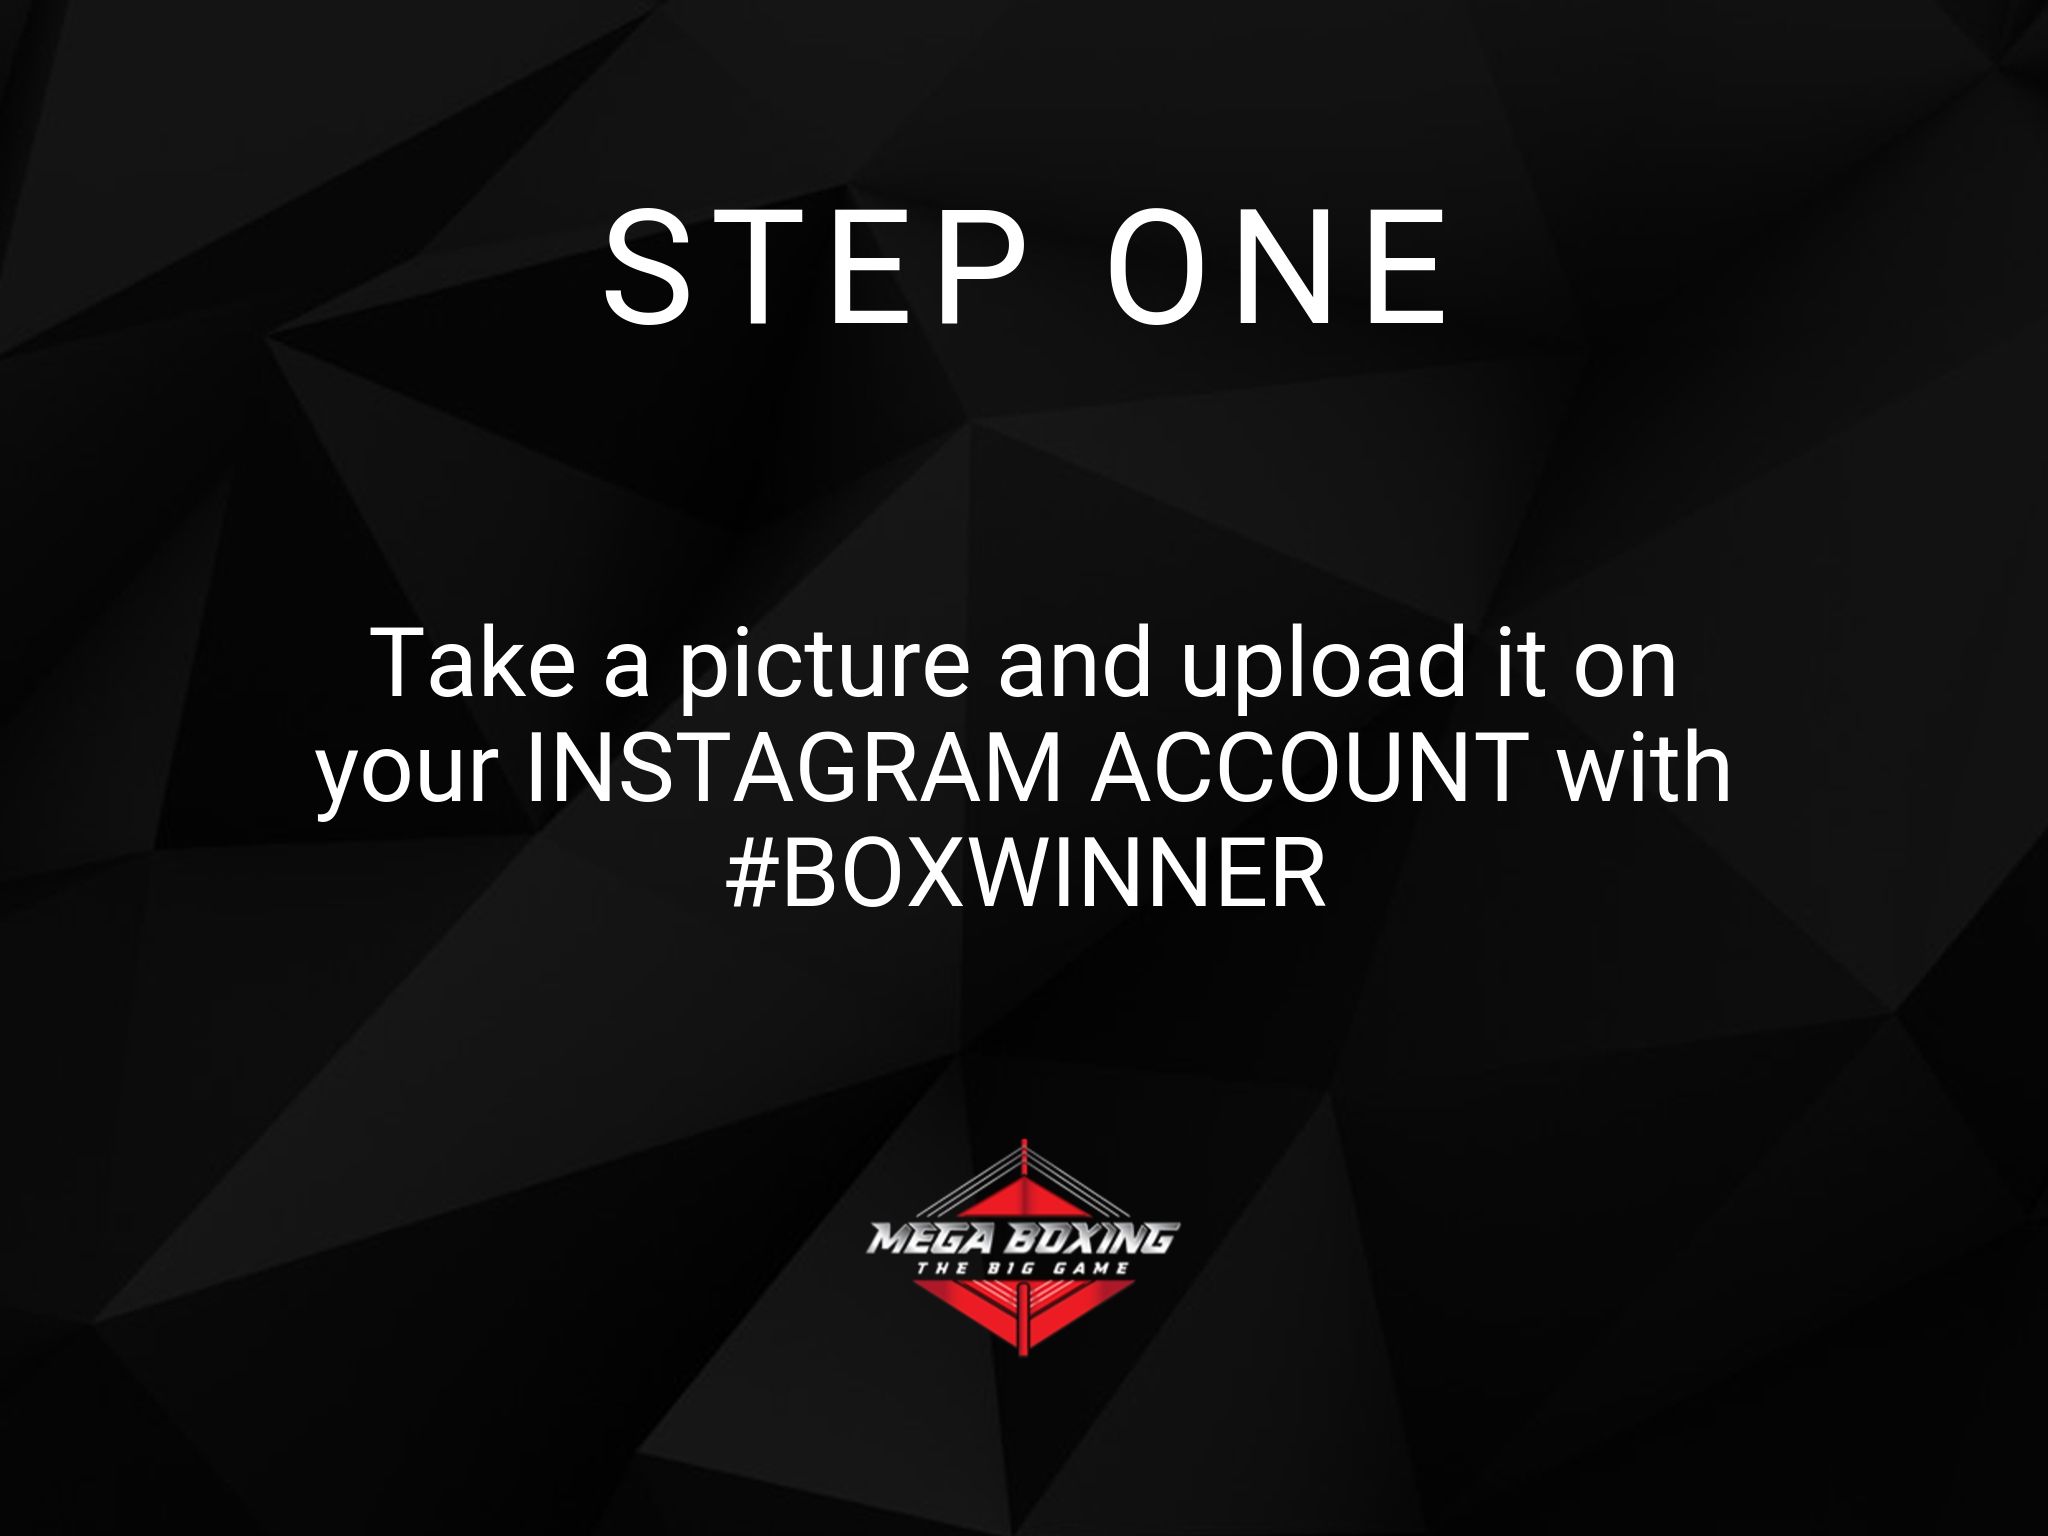 STEP ONE
Take a picture and upload it on
your INSTAGRAM ACCOUNT with
#BOXWINNER
MEGA BOXING
THE BIG GAME